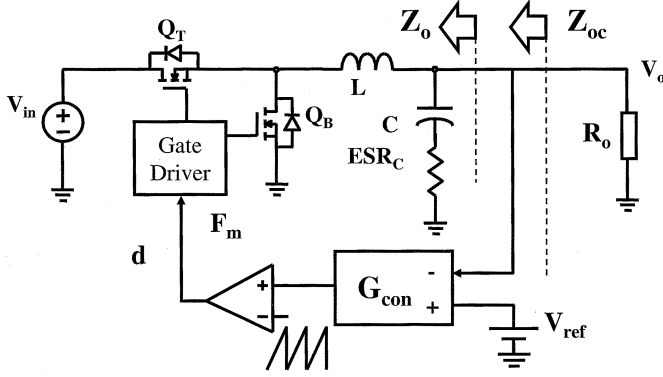 Q_T
Z_o
Z_oc
V_in
L
V_o
Q_B
C
ESR_C
R_o
Gate
Driver
F_m
d
G_con
-
+
+
-
+
-
V_ref